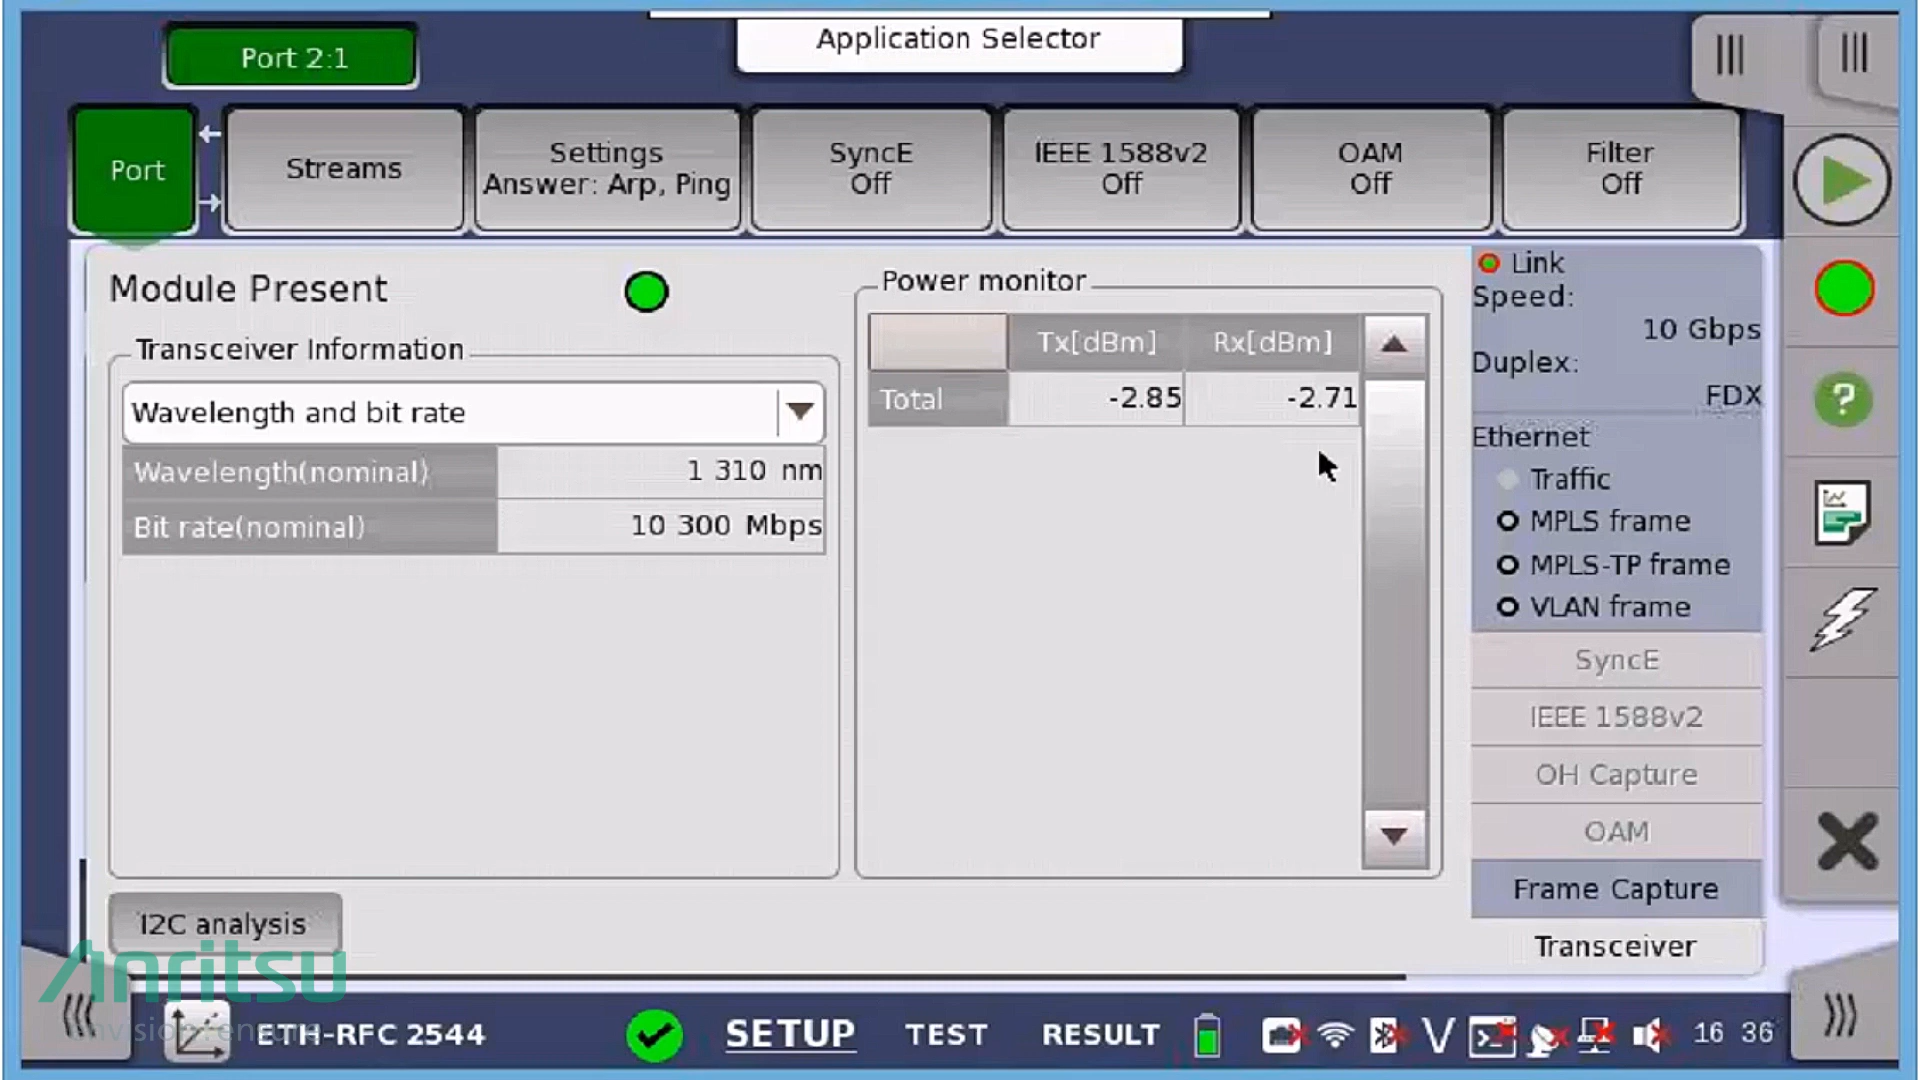 Application Selector
Port 2:1
Port
Streams
Settings
Answer: Arp, Ping
SyncE
Off
IEEE 1588v2
Off
OAM
Off
Filter
Off
Module Present
Transceiver Information
Wavelength and bit rate
Wavelength(nominal)
1 310 nm
Bit rate(nominal)
10 300 Mbps
I2C analysis
Power monitor
Tx[dBm]
Rx[dBm]
Total
-2.85
-2.71
Link
Speed:
10 Gbps
Duplex:
FDX
Ethernet
Traffic
MPLS frame
MPLS-TP frame
VLAN frame
SyncE
IEEE 1588v2
OH Capture
OAM
Frame Capture
Transceiver
?
Anritsu
envision : ensure
ETH-RFC 2544
SETUP
TEST
RESULT
V
16 36